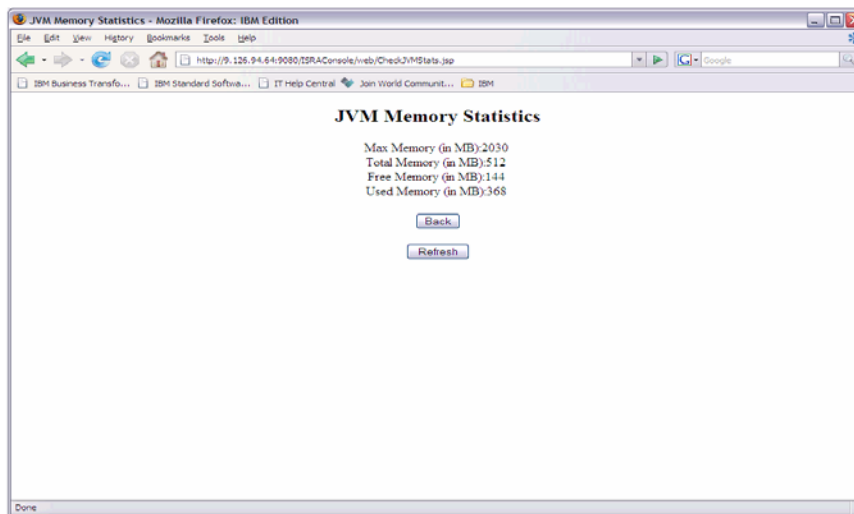 JVM Memory Statistics - Mozilla Firefox: IBM Edition
File Edit View History Bookmarks Tools Help
http://9.126.94.64:9080/ISRAConsole/web/CheckJVMStats.jsp
Google
IBM Business Transfo... IBM Standard Softwa... IT Help Central Join World Communit... IBM
JVM Memory Statistics
Max Memory (in MB):2030
Total Memory (in MB):512
Free Memory (in MB):144
Used Memory (in MB):368
Back
Refresh
Done